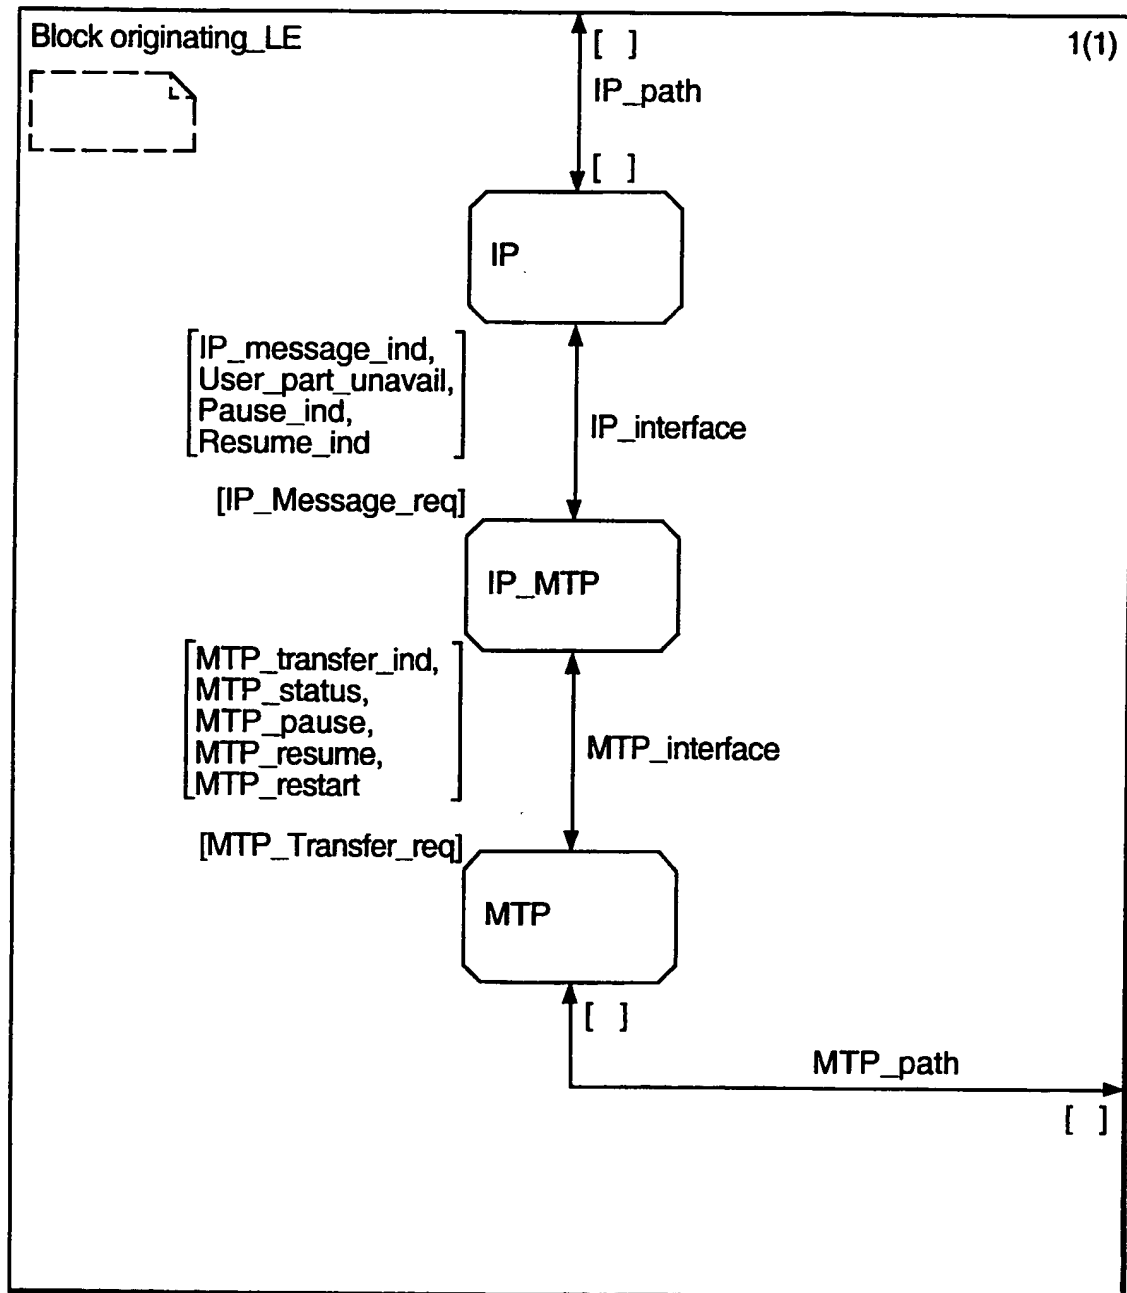 Block originating_LE
1(1)
[ ]
IP_path
[ ]
IP
[IP_message_ind,
User_part_unavail,
Pause_ind,
Resume_ind]
IP_interface
[IP_Message_req]
IP_MTP
[MTP_transfer_ind,
MTP_status,
MTP_pause,
MTP_resume,
MTP_restart]
MTP_interface
[MTP_Transfer_req]
MTP
[ ]
MTP_path
[ ]